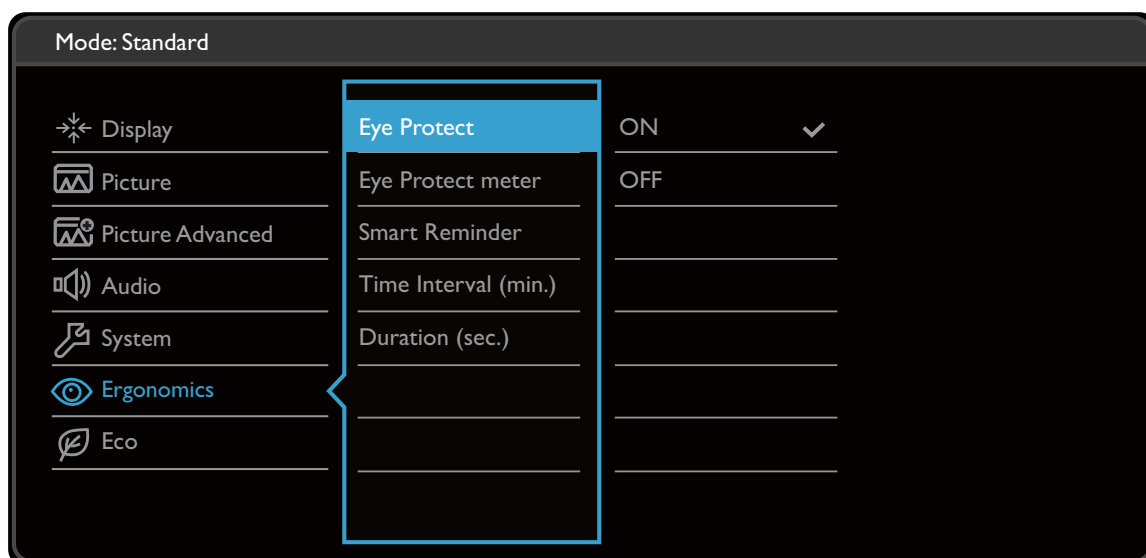 Mode: Standard
Display
Picture
Picture Advanced
Audio
System
Ergonomics
Eco
Eye Protect
Eye Protect meter
Smart Reminder
Time Interval (min.)
Duration (sec.)
ON
OFF